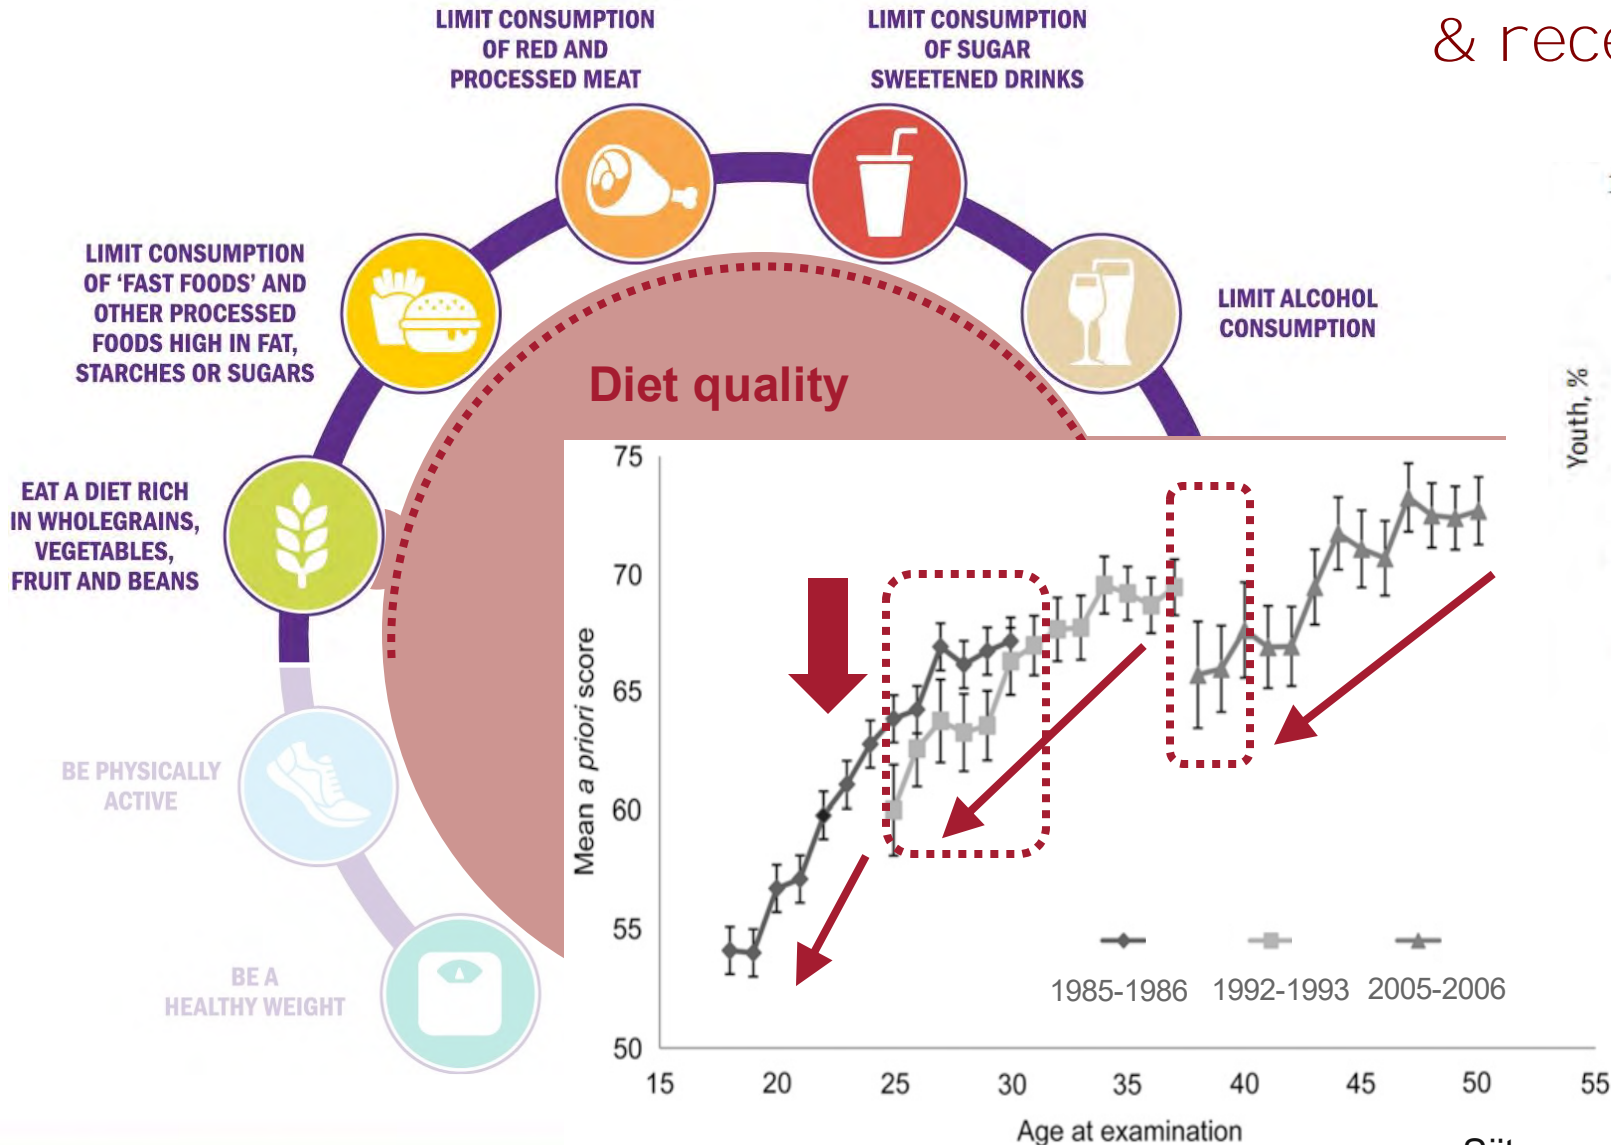 LIMIT CONSUMPTION
OF RED AND
PROCESSED MEAT
LIMIT CONSUMPTION
OF SUGAR
SWEETENED DRINKS
&
LIMIT CONSUMPTION
OF ‘FAST FOODS’ AND
OTHER PROCESSED
FOODS HIGH IN FAT,
STARCHES OR SUGARS
LIMIT ALCOHOL
CONSUMPTION
Diet quality
Youth, %
EAT A DIET RICH
IN WHOLEGRAINS,
VEGETABLES,
FRUIT AND BEANS
BE PHYSICALLY
ACTIVE
BE A
HEALTHY WEIGHT
Mean a priori score
75
70
65
60
55
50
1985-1986 1992-1993 2005-2006
15 20 25 30 35 40 45 50 55
Age at examination